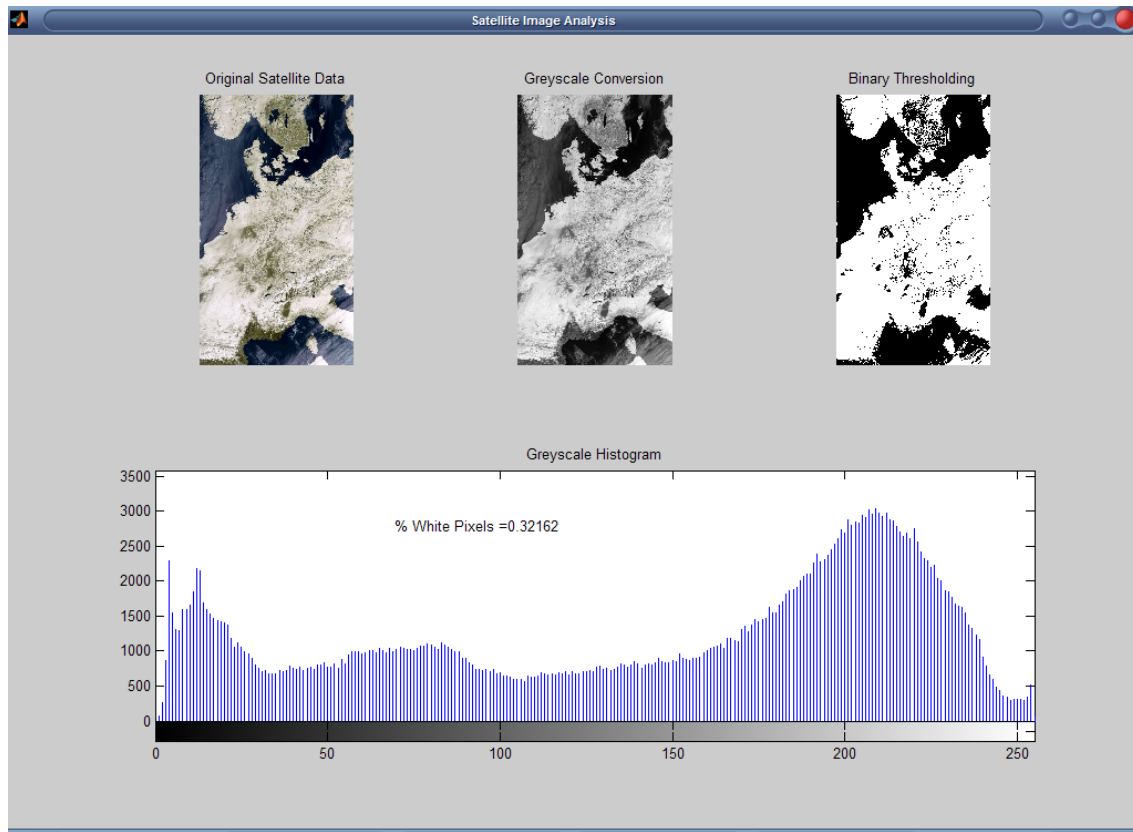 Satellite Image Analysis
Original Satellite Data
Greyscale Conversion
Binary Thresholding
Greyscale Histogram
3500
3000
2500
2000
1500
1000
500
0
% White Pixels =0.32162
0 50 100 150 200 250